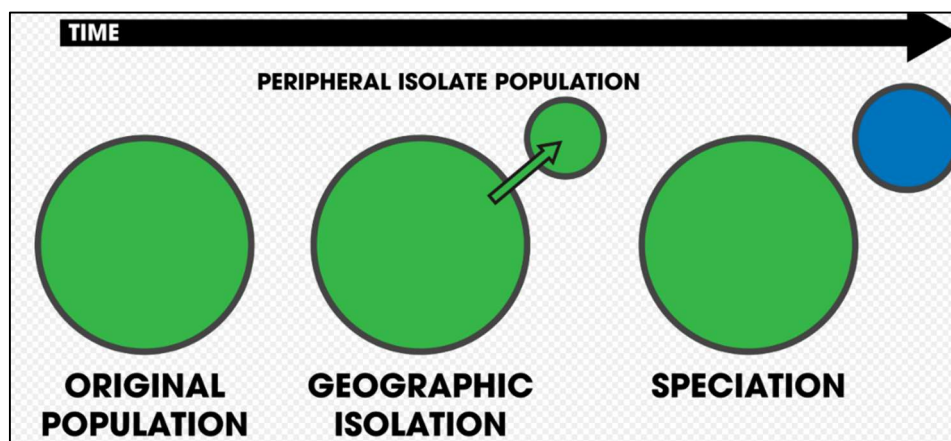 TIME
PERIPHERAL ISOLATE POPULATION
ORIGINAL
POPULATION
GEOGRAPHIC
ISOLATION
SPECIATION